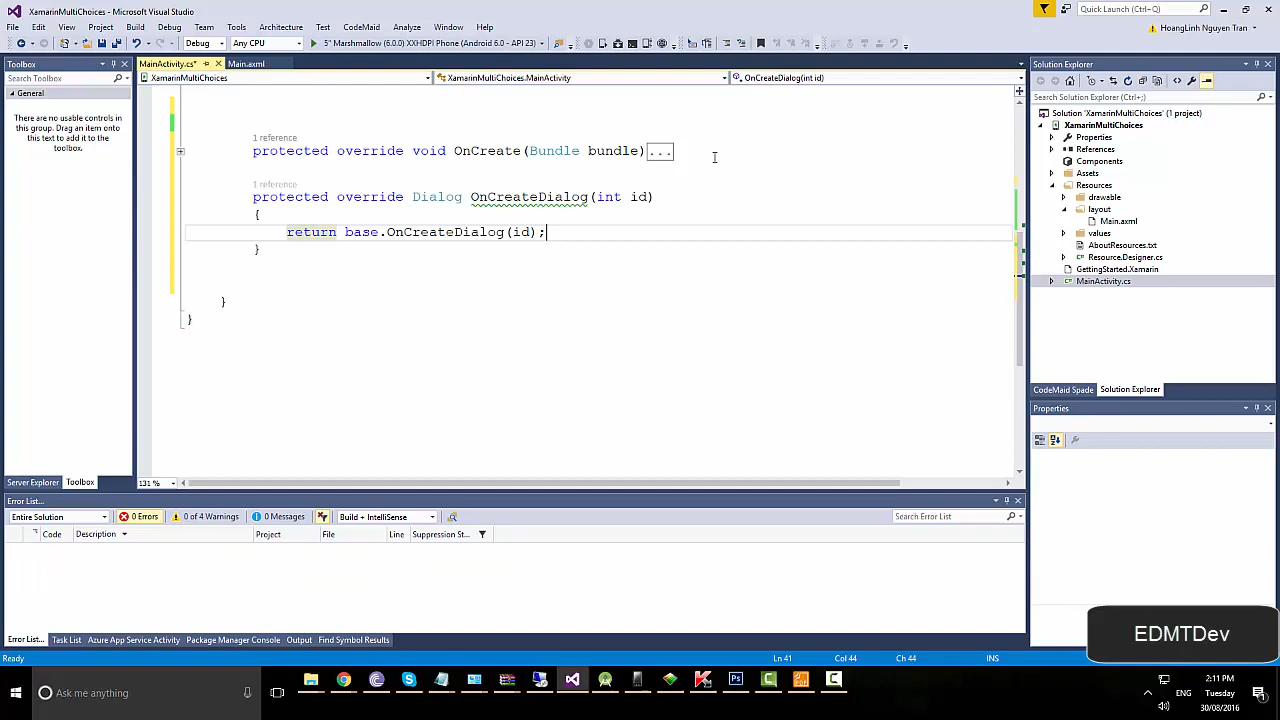 XamarinMultiChoices - Microsoft Visual Studio
Quick Launch (Ctrl+Q)
File Edit View Project Build Debug Team Tools Architecture Test CodeMaid Analyze Window Help
HoangLinh Nguyen Tran
Debug Any CPU 5" Marshmallow (6.0.0) XXHDPI Phone (Android 6.0 - API 23)
Toolbox
Search Toolbox
General
There are no usable controls in
this group. Drag an item onto
this text to add it to the
toolbox.
Server Explorer Toolbox
MainActivity.cs* Main.axml
XamarinMultiChoices XamarinMultiChoices.MainActivity OnCreateDialog(int id)
1 reference
protected override void OnCreate(Bundle bundle)...
1 reference
protected override Dialog OnCreateDialog(int id)
{
return base.OnCreateDialog(id);
}
}
}
131 %
Solution Explorer
Search Solution Explorer (Ctrl+;)
Solution 'XamarinMultiChoices' (1 project)
XamarinMultiChoices
Properties
References
Components
Assets
Resources
drawable
layout
Main.axml
values
AboutResources.txt
Resource.Designer.cs
GettingStarted.Xamarin
MainActivity.cs
CodeMaid Spade Solution Explorer
Properties
Error List...
Entire Solution 0 Errors 0 of 4 Warnings 0 Messages Build + IntelliSense Search Error List
Code Description Project File Line Suppression St...
Error List... Task List Azure App Service Activity Package Manager Console Output Find Symbol Results
EDMTDev
Ready Ln 41 Col 44 Ch 44 INS
Ask me anything
ENG
2:11 PM
Tuesday
30/08/2016